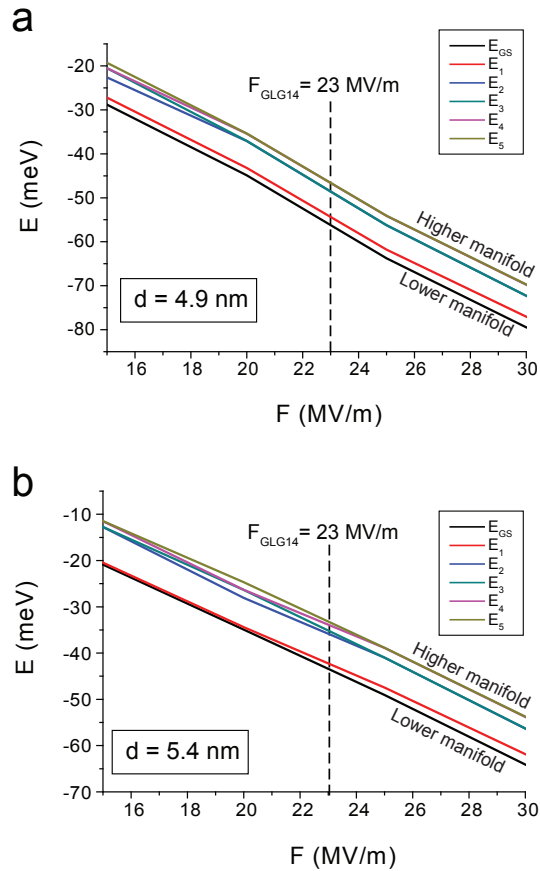 a
F_GLG14 = 23 MV/m
E_GS
E_1
E_2
E_3
E_4
E_5
-20
-30
-40
-50
-60
-70
-80
E (meV)
Higher manifold
Lower manifold
d = 4.9 nm
16 18 20 22 24 26 28 30
F (MV/m)
b
F_GLG14 = 23 MV/m
E_GS
E_1
E_2
E_3
E_4
E_5
-10
-20
-30
-40
-50
-60
-70
E (meV)
Higher manifold
Lower manifold
d = 5.4 nm
16 18 20 22 24 26 28 30
F (MV/m)